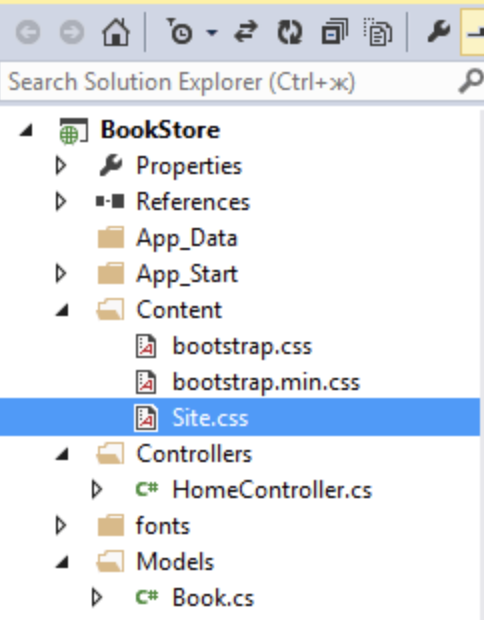 Search Solution Explorer (Ctrl+ж)
BookStore
Properties
References
App_Data
App_Start
Content
bootstrap.css
bootstrap.min.css
Site.css
Controllers
C# HomeController.cs
fonts
Models
C# Book.cs